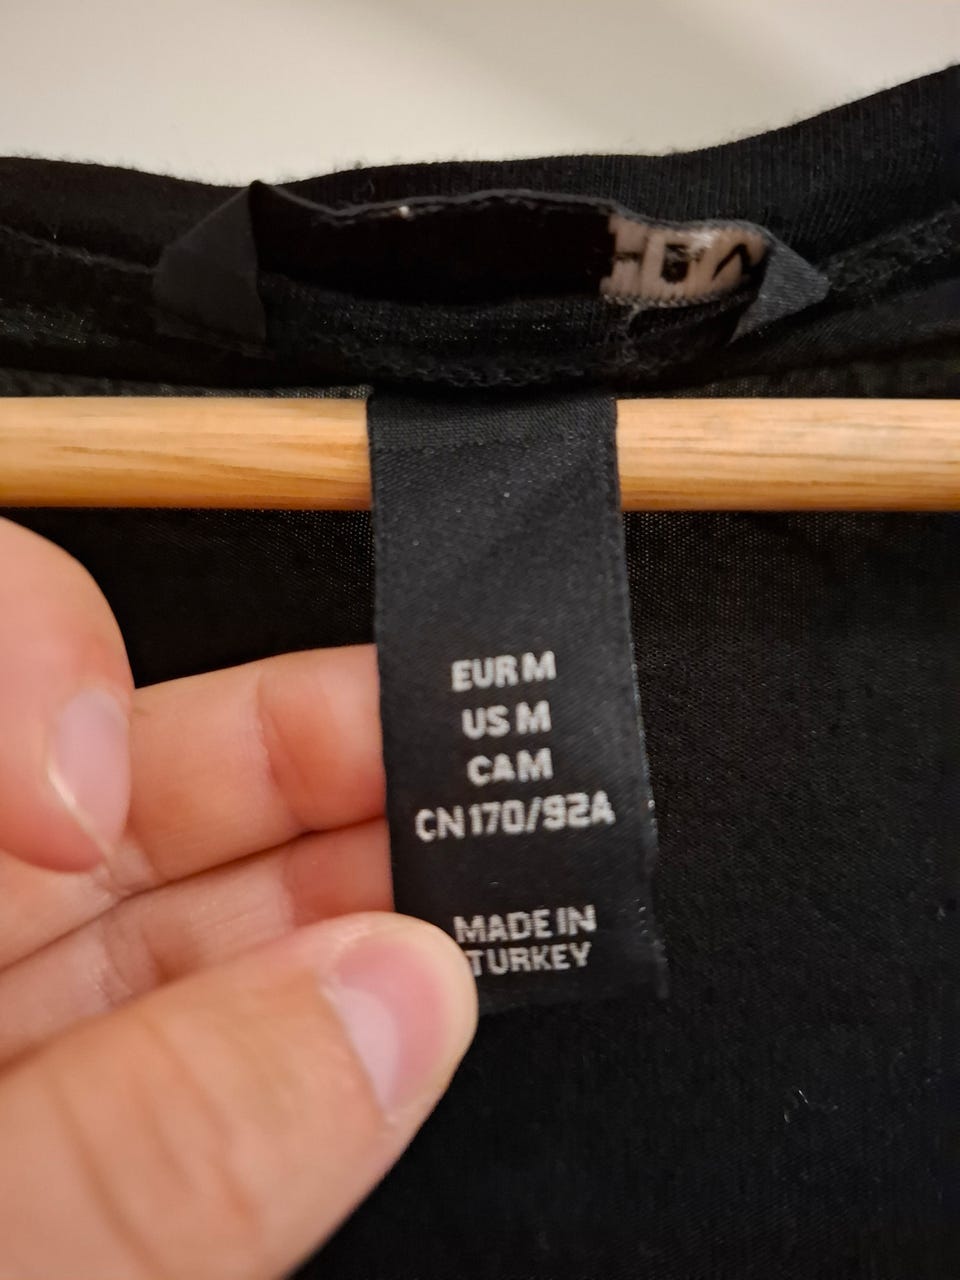 EUR M
US M
CA M
CN 170/92A
MADE IN
TURKEY